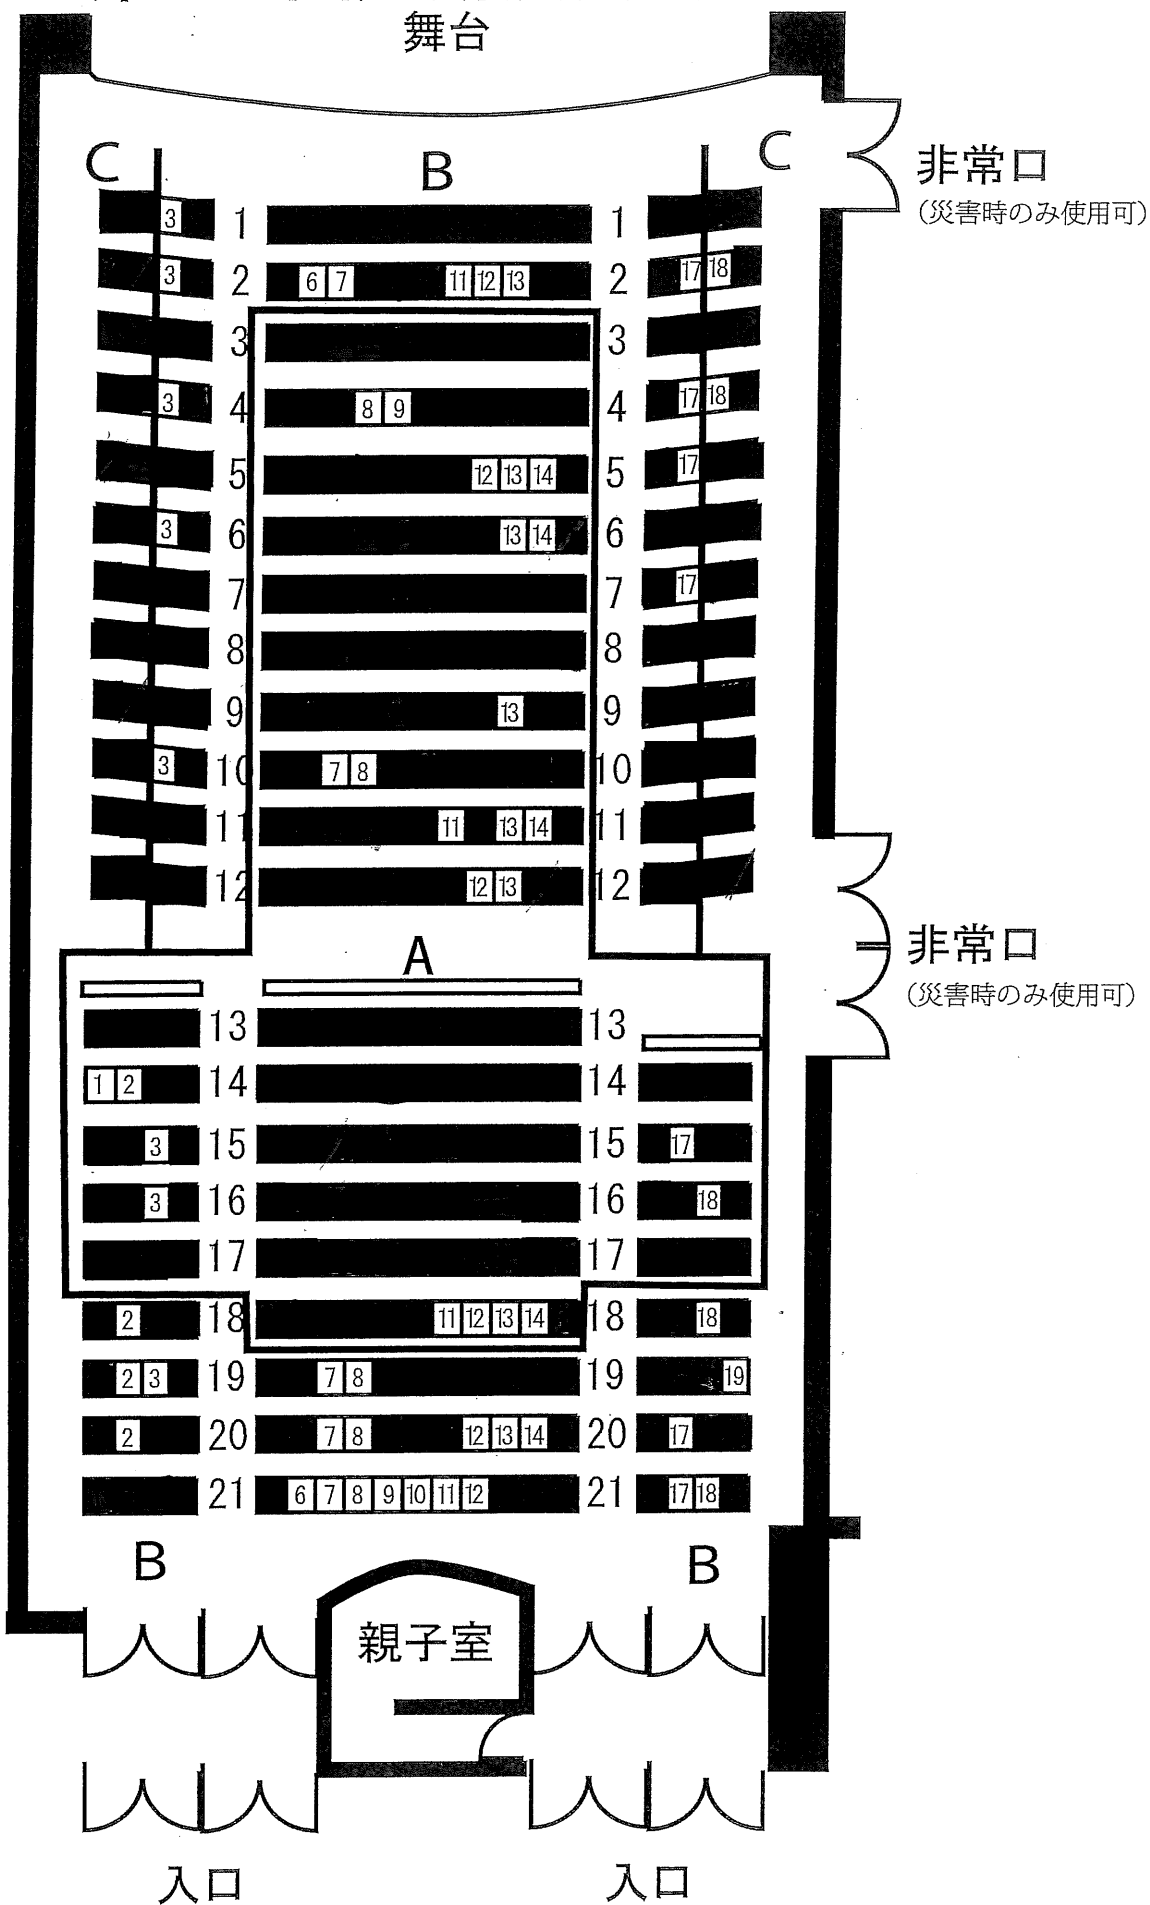 舞台
C B C
非常口
(災害時のみ使用可)
3 1 1
3 2 6 7 11 12 13 2 17 18
3 3
3 4 8 9 4 17 18
5 12 13 14 5 17
3 6 13 14 6
7 7 17
8 8
9 13 9
3 10 7 8 10
11 11 13 14 11
12 12 13 12
非常口
(災害時のみ使用可)
A
13 13
1 2 14 14
3 15 15 17
3 16 16 18
17 17
2 18 11 12 13 14 18 18
2 3 19 7 8 19 19
2 20 7 8 12 13 14 20 17
21 6 7 8 9 10 11 12 21 17 18
B B
親子室
入口 入口